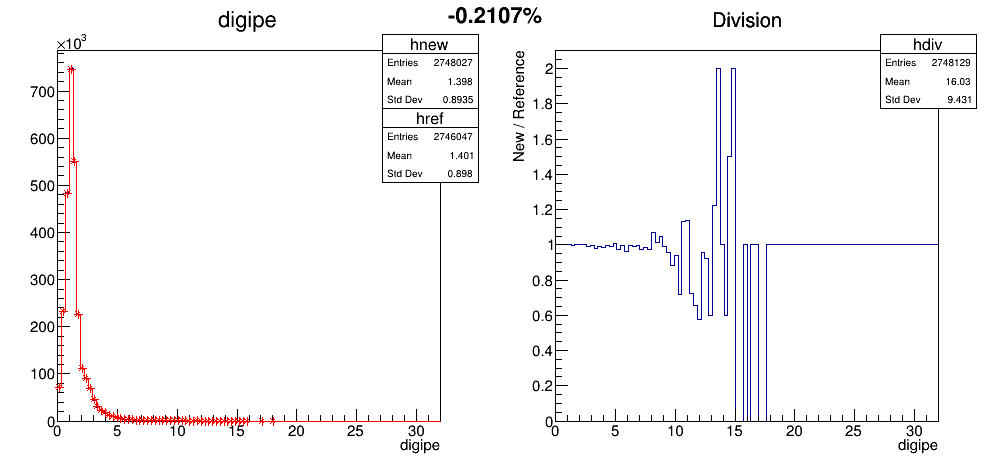 -0.2107%
digipe
×10³
hnew
Entries 2748027
Mean 1.398
Std Dev 0.8935
href
Entries 2746047
Mean 1.401
Std Dev 0.898
700
600
500
400
300
200
100
0
0 5 10 15 20 25 30
digipe
Division
New / Reference
hdiv
Entries 2748129
Mean 16.03
Std Dev 9.431
2
1.8
1.6
1.4
1.2
1
0.8
0.6
0.4
0.2
0
0 5 10 15 20 25 30
digipe